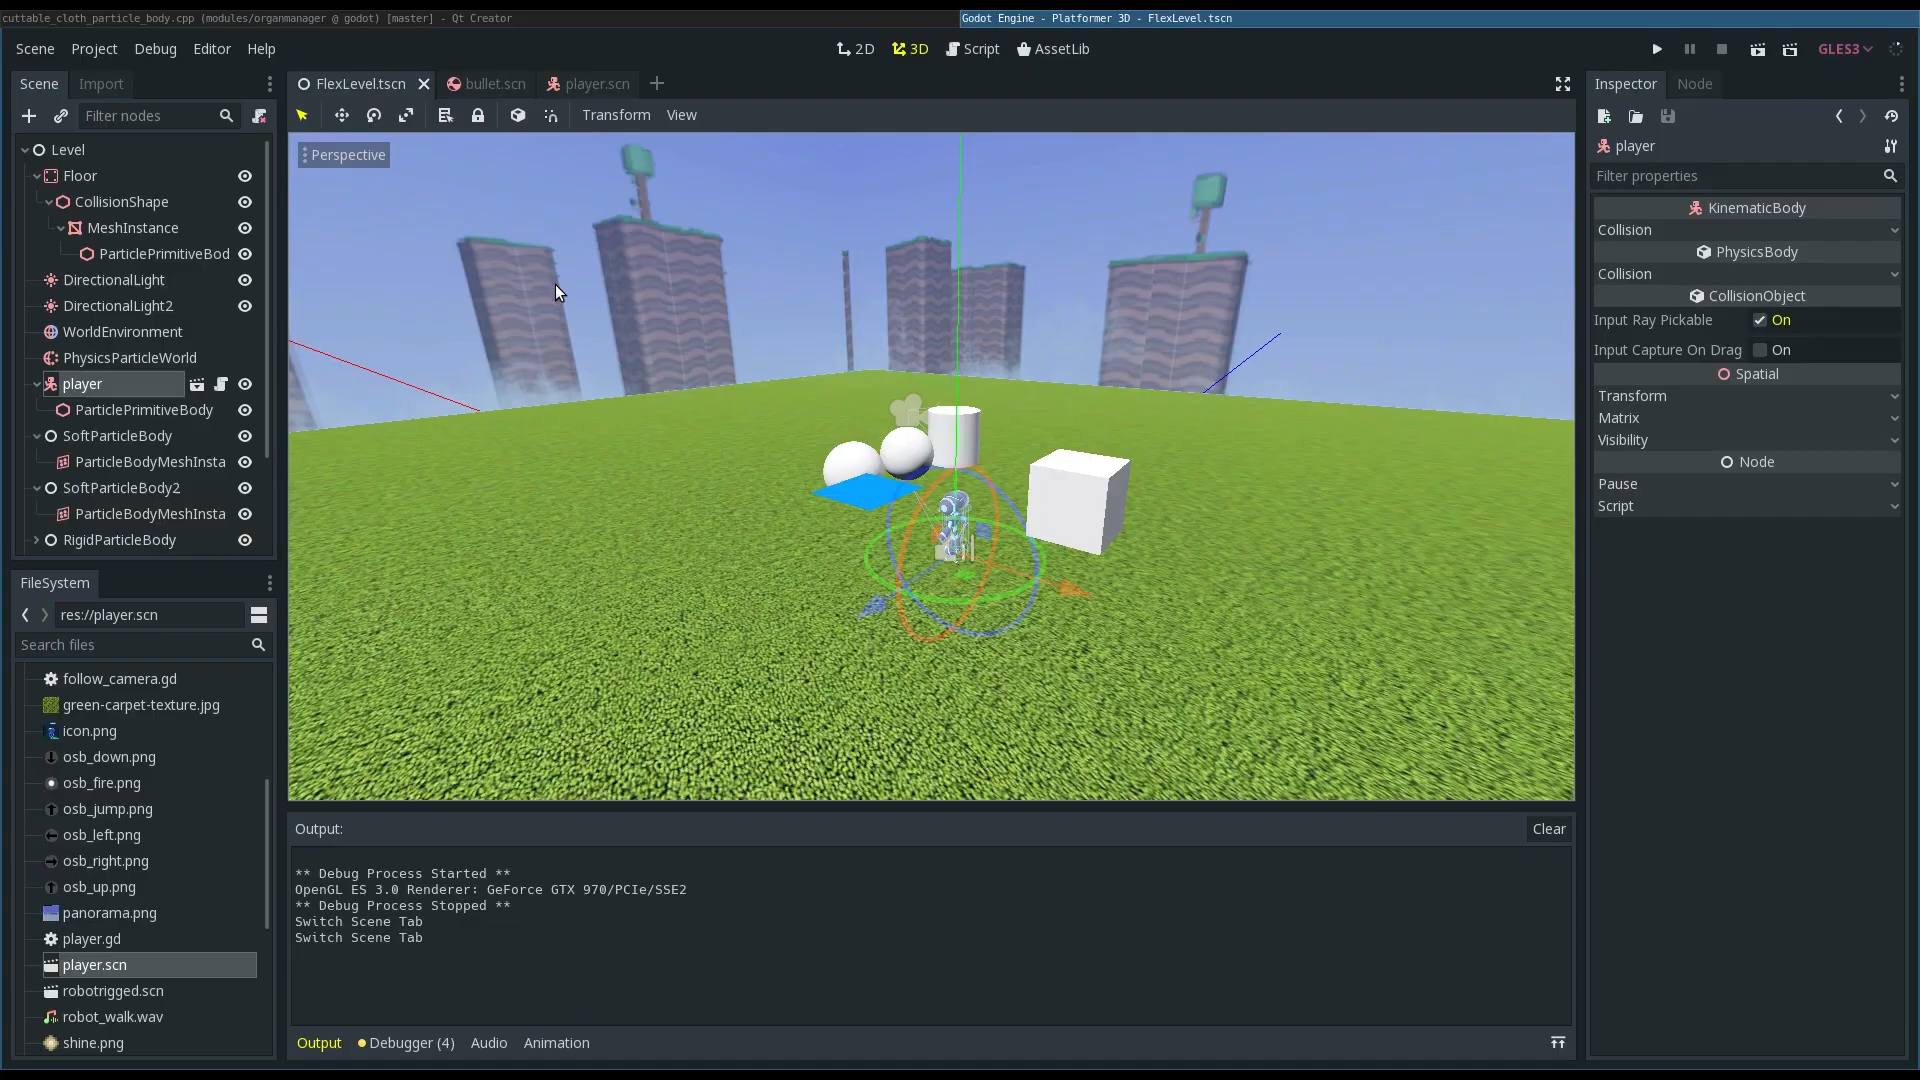 cuttable_cloth_particle_body.cpp (modules/organmanager @ godot) [master] - Qt Creator
Godot Engine - Platformer 3D - FlexLevel.tscn
Scene Project Debug Editor Help
2D 3D Script AssetLib
GLES3
Scene Import
FlexLevel.tscn bullet.scn player.scn
Inspector Node
Filter nodes
Transform View
Perspective
player
Filter properties
Level
Floor
CollisionShape
MeshInstance
ParticlePrimitiveBod
DirectionalLight
DirectionalLight2
WorldEnvironment
PhysicsParticleWorld
player
ParticlePrimitiveBody
SoftParticleBody
ParticleBodyMeshInsta
SoftParticleBody2
ParticleBodyMeshInsta
RigidParticleBody
KinematicBody
Collision
PhysicsBody
Collision
CollisionObject
Input Ray Pickable On
Input Capture On Drag On
Spatial
Transform
Matrix
Visibility
Node
Pause
Script
FileSystem
res://player.scn
Search files
follow_camera.gd
green-carpet-texture.jpg
icon.png
osb_down.png
osb_fire.png
osb_jump.png
osb_left.png
osb_right.png
osb_up.png
panorama.png
player.gd
player.scn
robotrigged.scn
robot_walk.wav
shine.png
Output:
Clear
** Debug Process Started **
OpenGL ES 3.0 Renderer: GeForce GTX 970/PCIe/SSE2
** Debug Process Stopped **
Switch Scene Tab
Switch Scene Tab
Output Debugger (4) Audio Animation